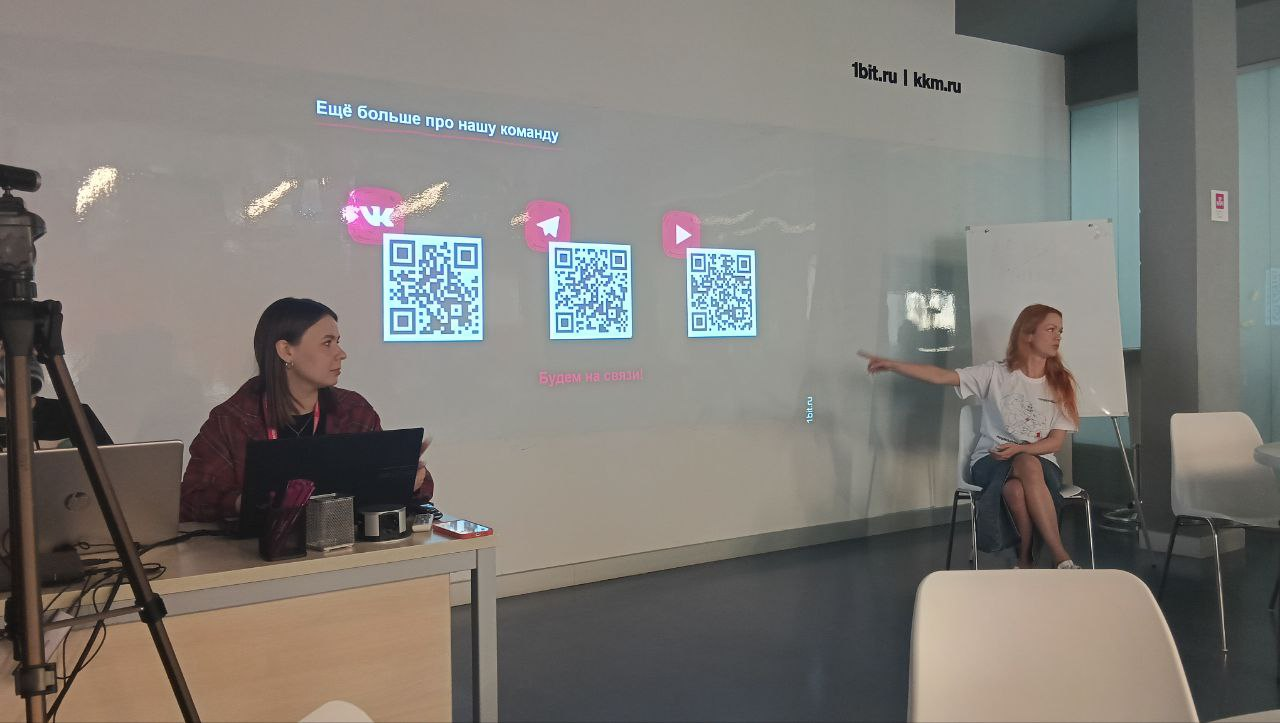 1bit.ru | kkm.ru
Ещё больше про нашу команду
Будем на связи!
1bit.ru